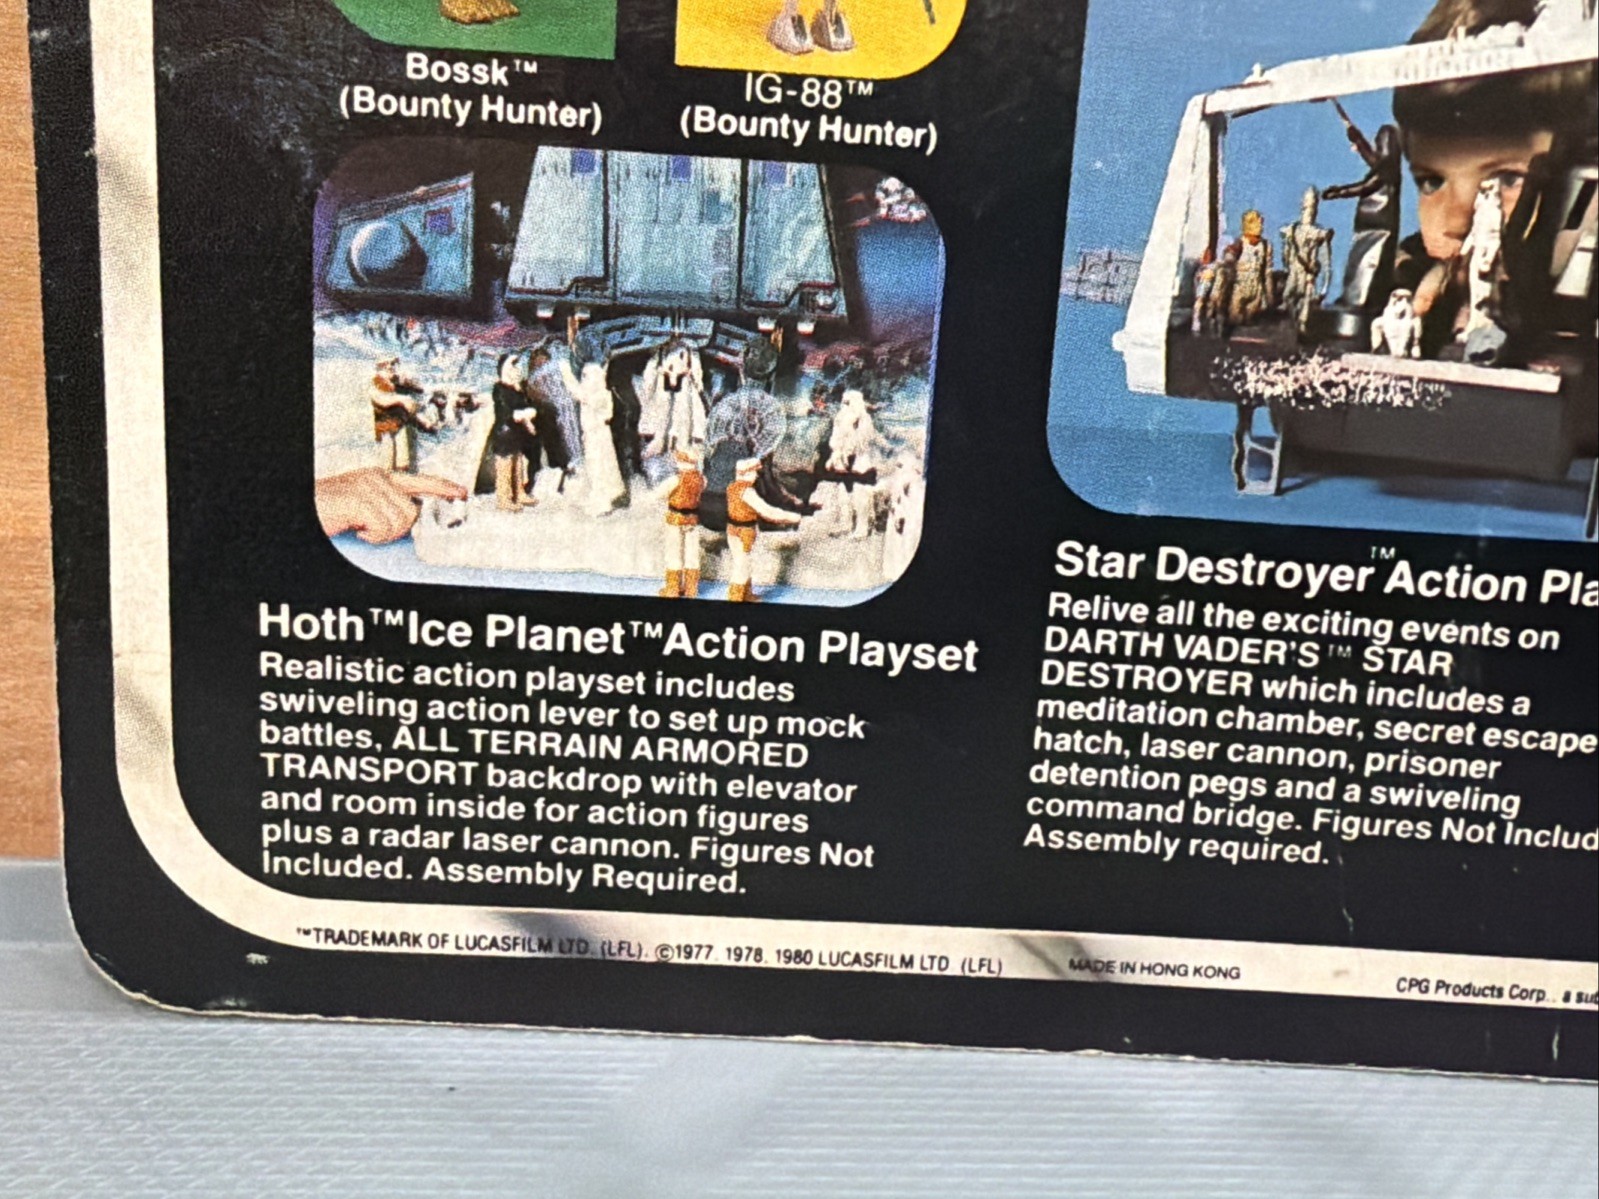 Bossk™
(Bounty Hunter)
IG-88™
(Bounty Hunter)
Hoth™Ice Planet™Action Playset
Realistic action playset includes
swiveling action lever to set up mock
battles, ALL TERRAIN ARMORED
TRANSPORT backdrop with elevator
and room inside for action figures
plus a radar laser cannon. Figures Not
Included. Assembly Required.
Star Destroyer™Action Pla
Relive all the exciting events on
DARTH VADER'S™ STAR
DESTROYER which includes a
meditation chamber, secret escape
hatch, laser cannon, prisoner
detention pegs and a swiveling
command bridge. Figures Not Includ
Assembly required.
™TRADEMARK OF LUCASFILM LTD. (LFL). ©1977, 1978, 1980 LUCASFILM LTD (LFL)
MADE IN HONG KONG
CPG Products Corp., a su